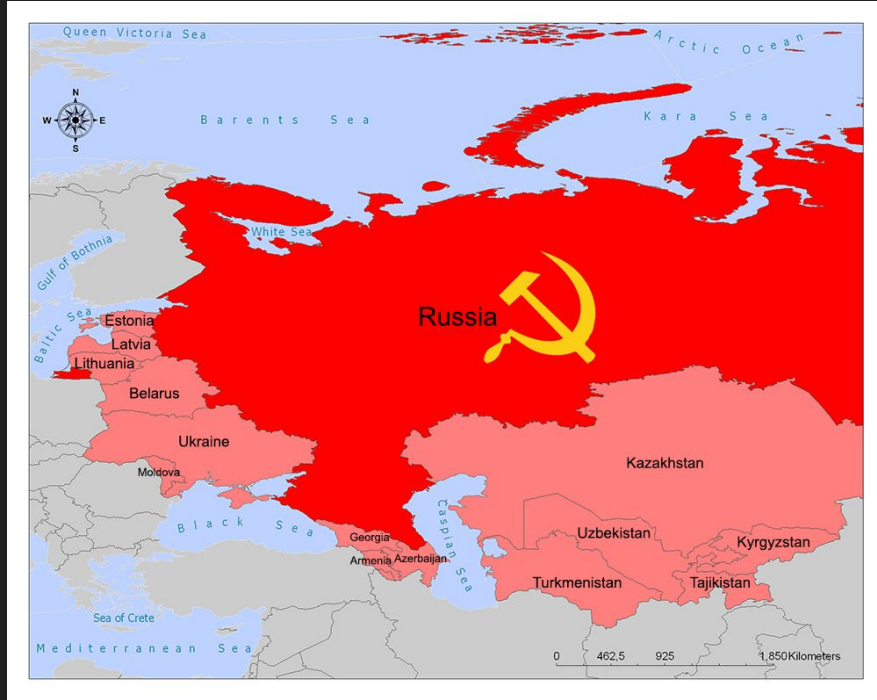 Queen Victoria Sea
Arctic Ocean
N
W E
S
Barents Sea
Kara Sea
White Sea
Gulf of Bothnia
Baltic Sea
Russia
Estonia
Latvia
Lithuania
Belarus
Ukraine
Moldova
Kazakhstan
Black Sea
Caspian Sea
Georgia
Armenia
Azerbaijan
Uzbekistan
Kyrgyzstan
Turkmenistan
Tajikistan
Sea of Crete
Mediterranean Sea
0 462,5 925 1.850Kilometers